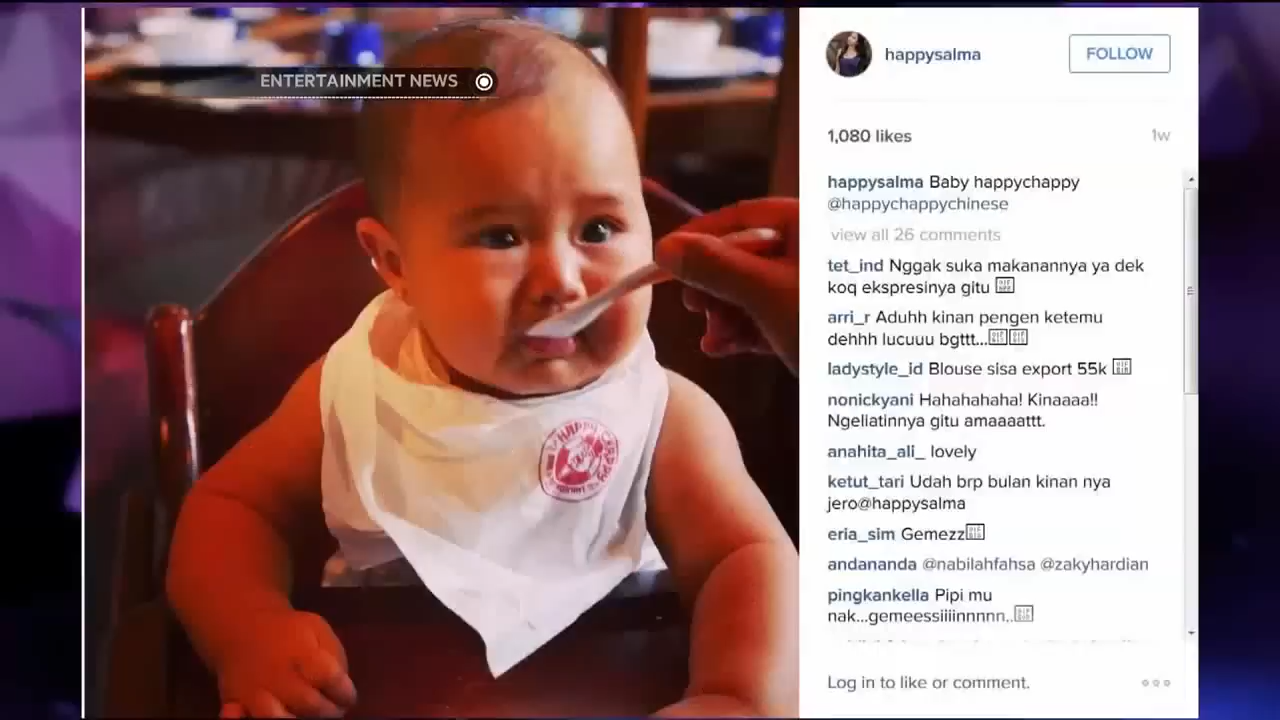 ENTERTAINMENT NEWS
HAPPY CHAPPY
happysalma
FOLLOW
1,080 likes
1w
happysalma Baby happychappy
@happychappychinese
view all 26 comments
tet_ind Nggak suka makanannya ya dek
koq ekspresinya gitu
arri_r Aduhh kinan pengen ketemu
dehhh lucuuu bgttt...
ladystyle_id Blouse sisa export 55k
nonickyani Hahahahaha! Kinaaaa!!
Ngeliatinnya gitu amaaaattt.
anahita_ali_ lovely
ketut_tari Udah brp bulan kinan nya
jero@happysalma
eria_sim Gemezz
andananda @nabilahfahsa @zakyhardian
pingkankella Pipi mu
nak...gemeessiiiinnnnn..
Log in to like or comment.